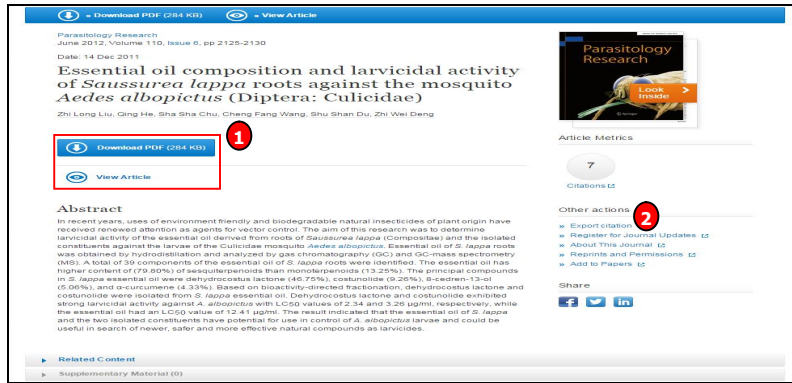 » Download PDF (284 KB) » View Article
Parasitology Research
June 2012, Volume 110, Issue 6, pp 2125-2130
Date: 14 Dec 2011
Essential oil composition and larvicidal activity
of Saussurea lappa roots against the mosquito
Aedes albopictus (Diptera: Culicidae)
Zhi Long Liu, Qing He, Sha Sha Chu, Cheng Fang Wang, Shu Shan Du, Zhi Wei Deng
1
Download PDF (284 KB)
View Article
Abstract
In recent years, uses of environment friendly and biodegradable natural insecticides of plant origin have
received renewed attention as agents for vector control. The aim of this research was to determine
larvicidal activity of the essential oil derived from roots of Saussurea lappa (Compositae) and the isolated
constituents against the larvae of the Culicidae mosquito Aedes albopictus. Essential oil of S. lappa roots
was obtained by hydrodistillation and analyzed by gas chromatography (GC) and GC-mass spectrometry
(MS). A total of 39 components of the essential oil of S. lappa roots were identified. The essential oil has
higher content of (79.80%) of sesquiterpenoids than monoterpenoids (13.25%). The principal compounds
in S. lappa essential oil were dehydrocostus lactone (46.75%), costunolide (9.26%), 8-cedren-13-ol
(5.06%), and α-curcumene (4.33%). Based on bioactivity-directed fractionation, dehydrocostus lactone and
costunolide were isolated from S. lappa essential oil. Dehydrocostus lactone and costunolide exhibited
strong larvicidal activity against A. albopictus with LC50 values of 2.34 and 3.26 μg/ml, respectively, while
the essential oil had an LC50 value of 12.41 μg/ml. The result indicated that the essential oil of S. lappa
and the two isolated constituents have potential for use in control of A. albopictus larvae and could be
useful in search of newer, safer and more effective natural compounds as larvicides.
Related Content
Supplementary Material (0)
Parasitology
Research
Look
Inside
Springer
Article Metrics
7
Citations
Other actions
2
» Export citation
» Register for Journal Updates
» About This Journal
» Reprints and Permissions
» Add to Papers
Share